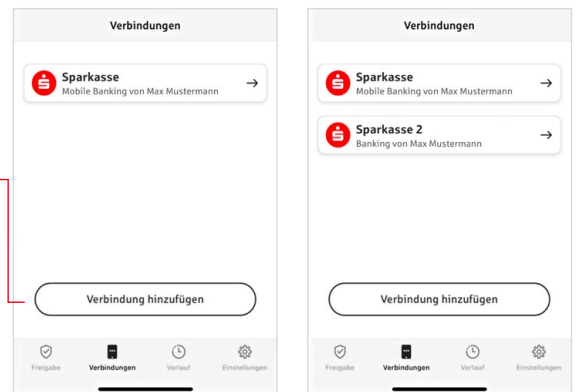 Verbindungen
Sparkasse
Mobile Banking von Max Mustermann
Verbindung hinzufügen
Freigabe
Verbindungen
Verlauf
Einstellungen
Verbindungen
Sparkasse
Mobile Banking von Max Mustermann
Sparkasse 2
Banking von Max Mustermann
Verbindung hinzufügen
Freigabe
Verbindungen
Verlauf
Einstellungen